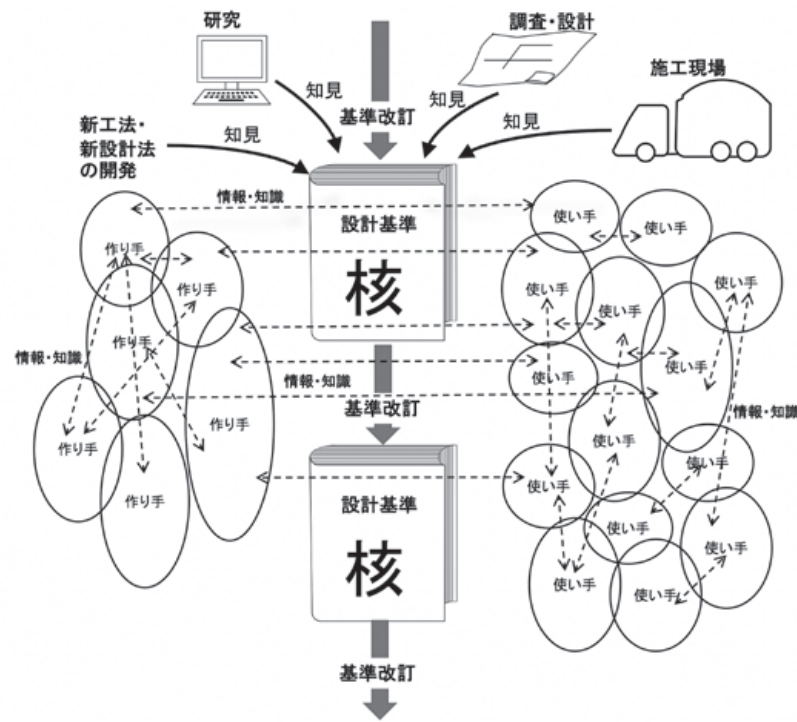 研究
調査・設計
施工現場
新工法・
新設計法
の開発
知見
知見
知見
知見
基準改訂
情報・知識
設計基準
核
作り手
作り手
作り手
作り手
作り手
作り手
情報・知識
情報・知識
基準改訂
設計基準
核
基準改訂
使い手
使い手
使い手
使い手
使い手
使い手
使い手
使い手
使い手
使い手
使い手
使い手
使い手
使い手
情報・知識